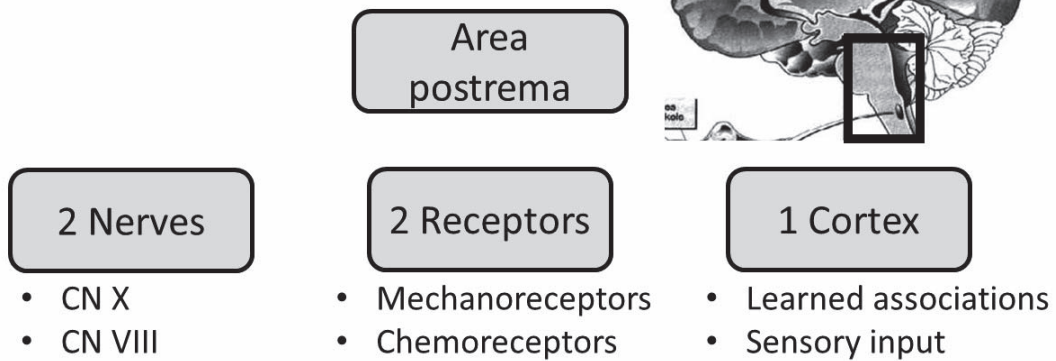 Area
postrema
2 Nerves
2 Receptors
1 Cortex
• CN X
• CN VIII
• Mechanoreceptors
• Chemoreceptors
• Learned associations
• Sensory input